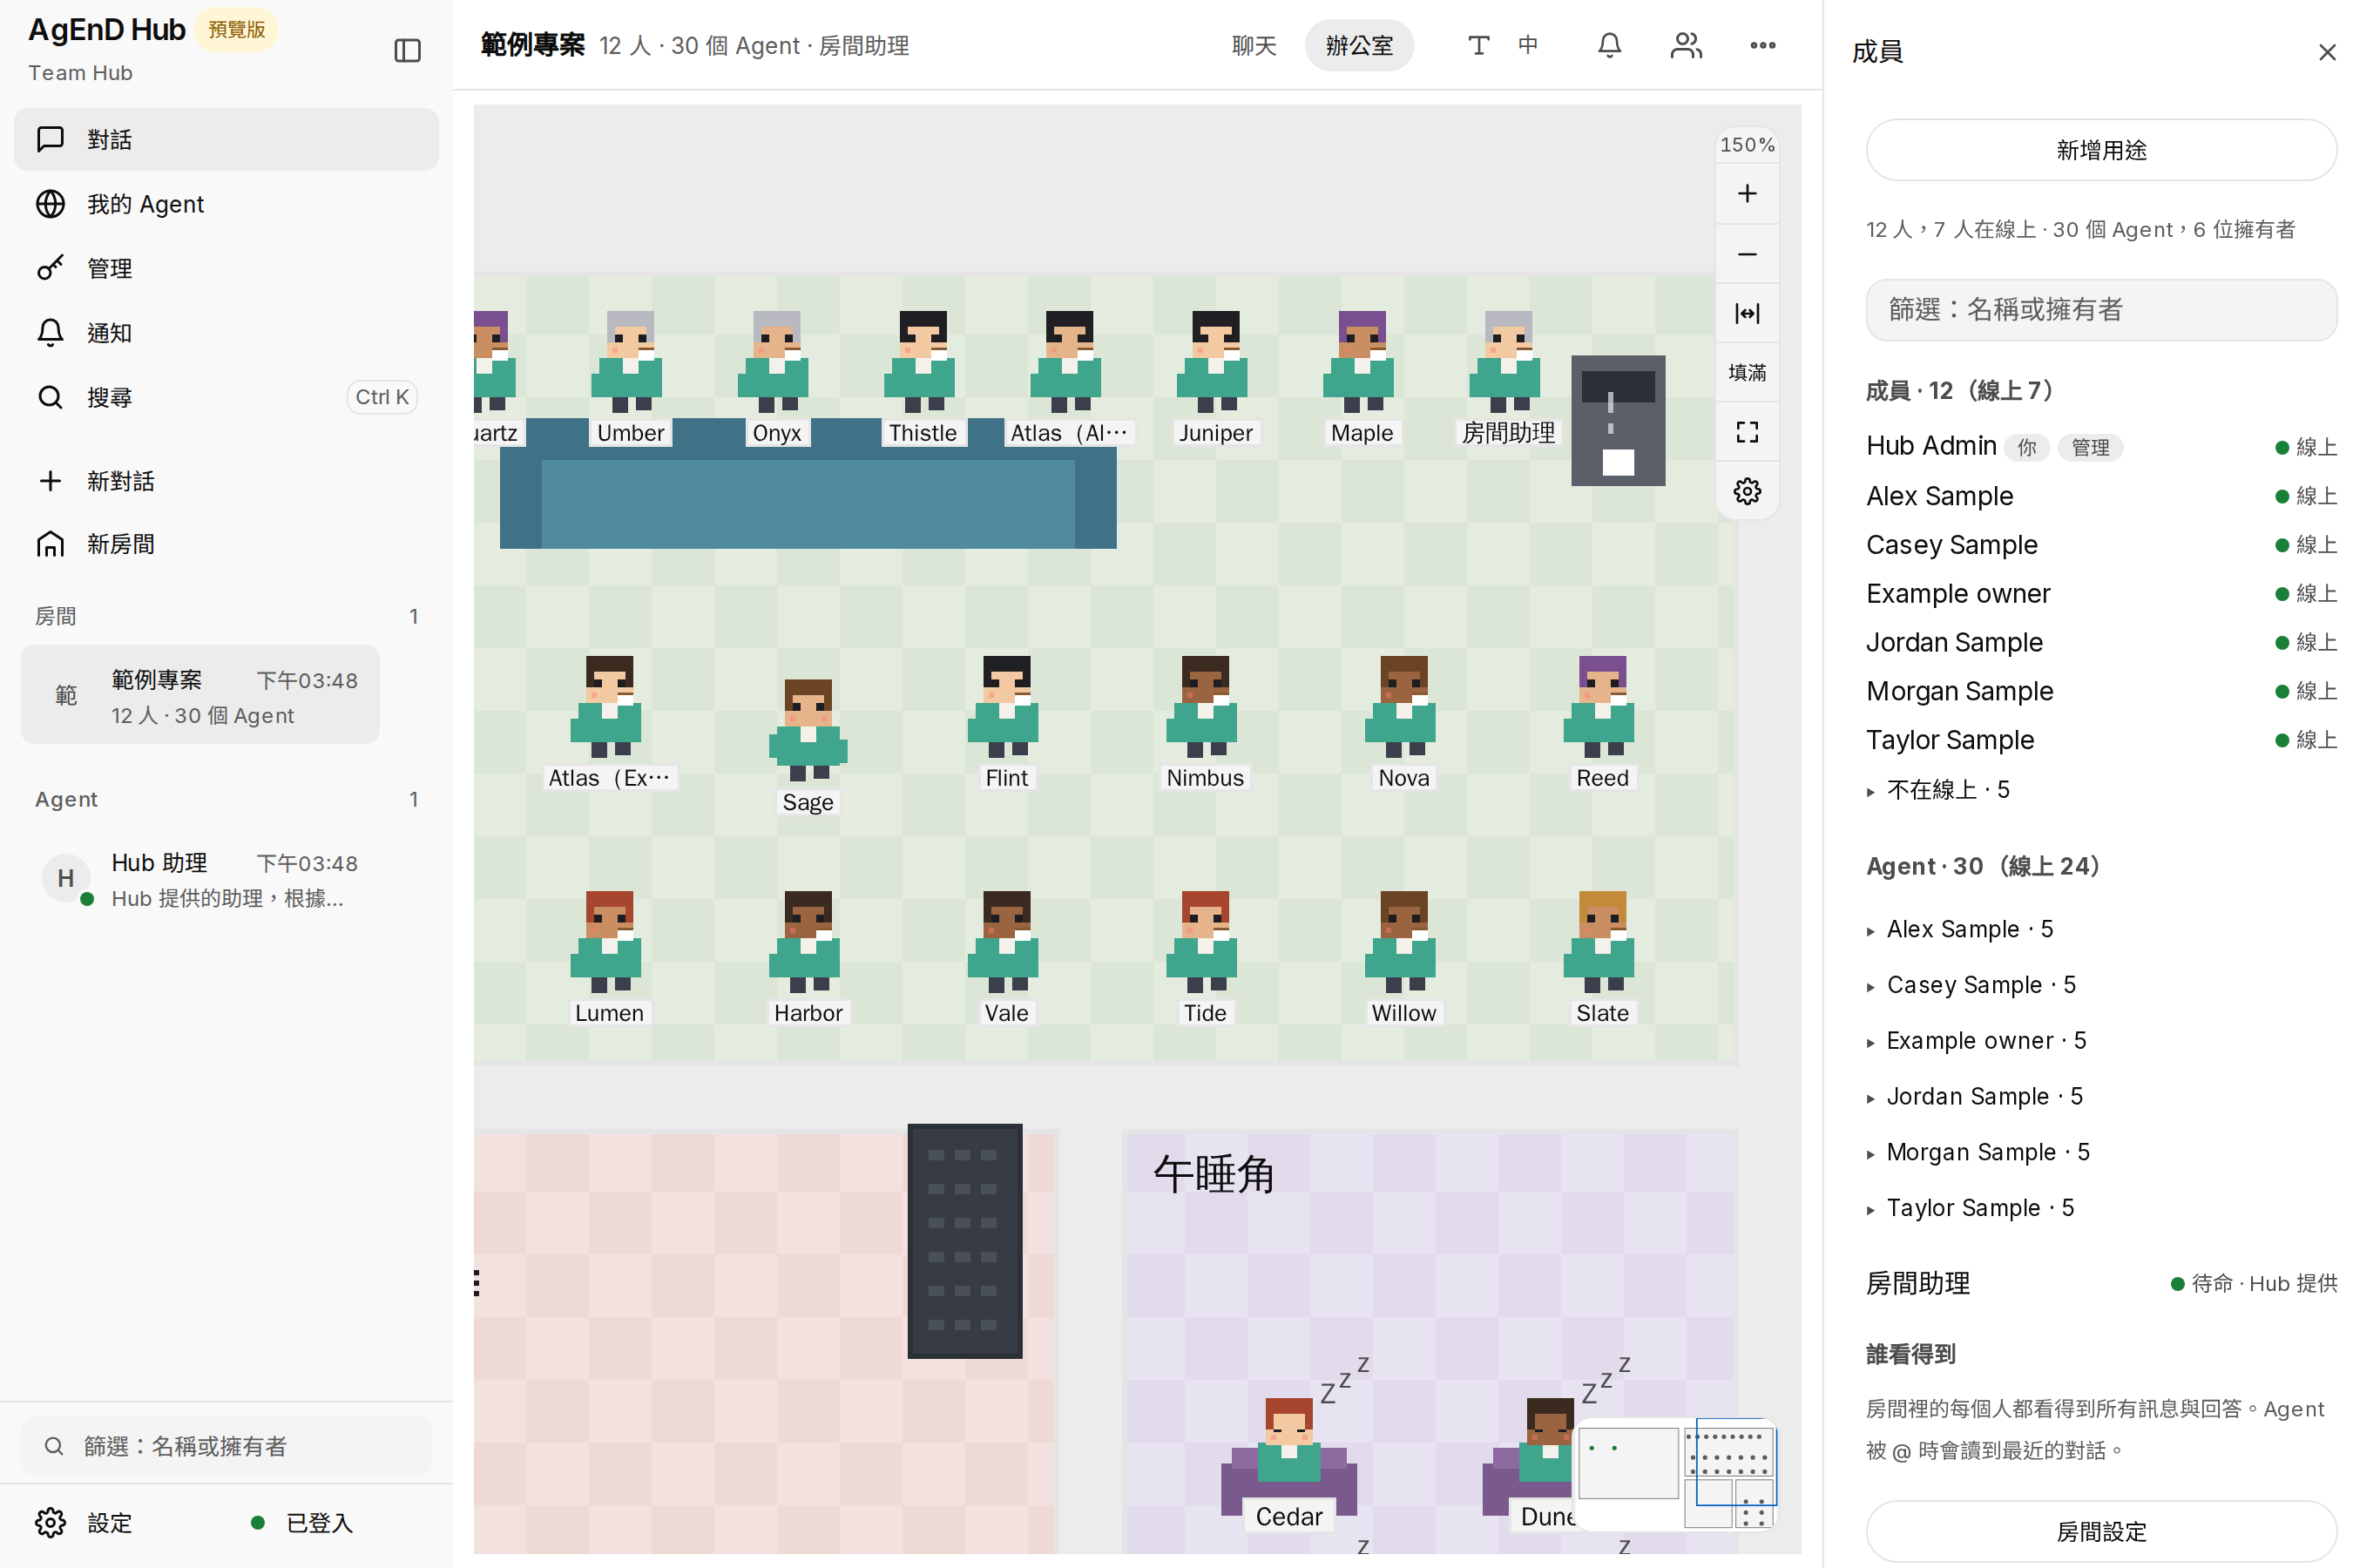 AgEnD Hub 預覽版
Team Hub
對話
我的 Agent
管理
通知
搜尋 Ctrl K
新對話
新房間
房間 1
範 範例專案 下午03:48
12 人 · 30 個 Agent
Agent 1
H Hub 助理 下午03:48
Hub 提供的助理，根據...
篩選：名稱或擁有者
設定 已登入
範例專案 12 人 · 30 個 Agent · 房間助理
聊天 辦公室 中
150%
填滿
uartz Umber Onyx Thistle Atlas（Al… Juniper Maple 房間助理
Atlas（Ex… Sage Flint Nimbus Nova Reed
Lumen Harbor Vale Tide Willow Slate
午睡角
z z z z z z
Cedar Dune
z z
成員
新增用途
12 人，7 人在線上 · 30 個 Agent，6 位擁有者
篩選：名稱或擁有者
成員 · 12（線上 7）
Hub Admin 你 管理 線上
Alex Sample 線上
Casey Sample 線上
Example owner 線上
Jordan Sample 線上
Morgan Sample 線上
Taylor Sample 線上
不在線上 · 5
Agent · 30（線上 24）
Alex Sample · 5
Casey Sample · 5
Example owner · 5
Jordan Sample · 5
Morgan Sample · 5
Taylor Sample · 5
房間助理 待命 · Hub 提供
誰看得到
房間裡的每個人都看得到所有訊息與回答。Agent
被 @ 時會讀到最近的對話。
房間設定